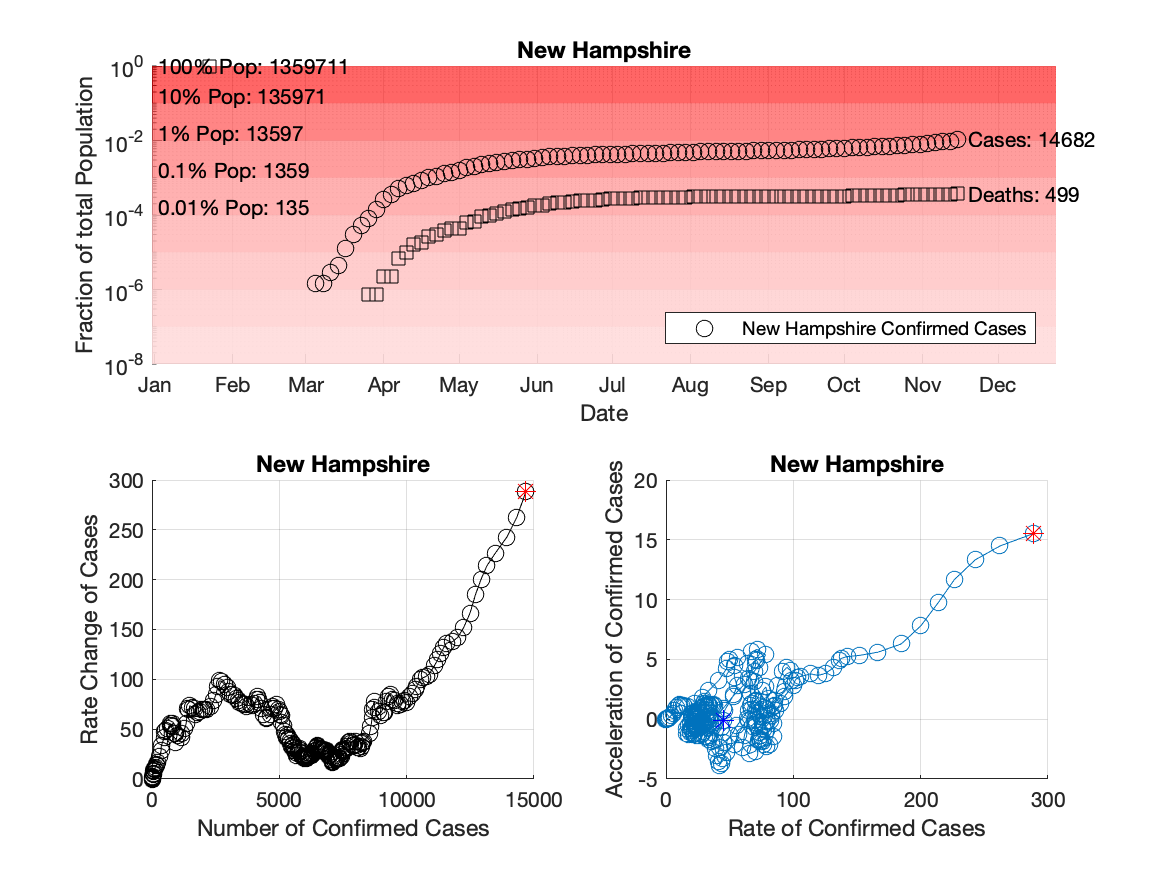 New Hampshire
Fraction of total Population
10^0
10^-2
10^-4
10^-6
10^-8
100% Pop: 1359711
10% Pop: 135971
1% Pop: 13597
0.1% Pop: 1359
0.01% Pop: 135
Cases: 14682
Deaths: 499
New Hampshire Confirmed Cases
Jan Feb Mar Apr May Jun Jul Aug Sep Oct Nov Dec
Date
New Hampshire
Rate Change of Cases
300
250
200
150
100
50
0
0 5000 10000 15000
Number of Confirmed Cases
New Hampshire
Acceleration of Confirmed Cases
20
15
10
5
0
-5
0 100 200 300
Rate of Confirmed Cases